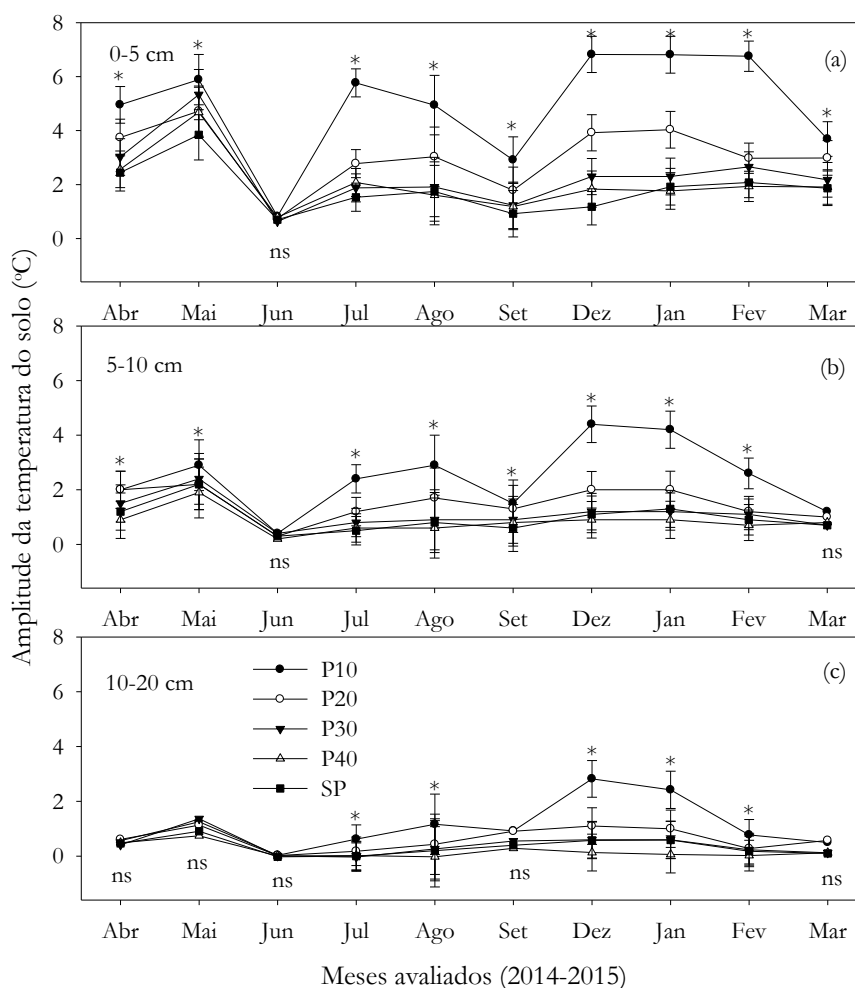 8
0-5 cm
(a)
*
*
*
*
*
*
*
*
*
6
4
2
0
ns
Abr Mai Jun Jul Ago Set Dez Jan Fev Mar
8
5-10 cm
(b)
*
*
*
*
*
*
*
*
6
4
2
0
ns
ns
Abr Mai Jun Jul Ago Set Dez Jan Fev Mar
8
10-20 cm
(c)
P10
P20
P30
P40
SP
*
*
*
*
*
6
4
2
0
ns
ns
ns
ns
ns
Abr Mai Jun Jul Ago Set Dez Jan Fev Mar
Amplitude da temperatura do solo (°C)
Meses avaliados (2014-2015)